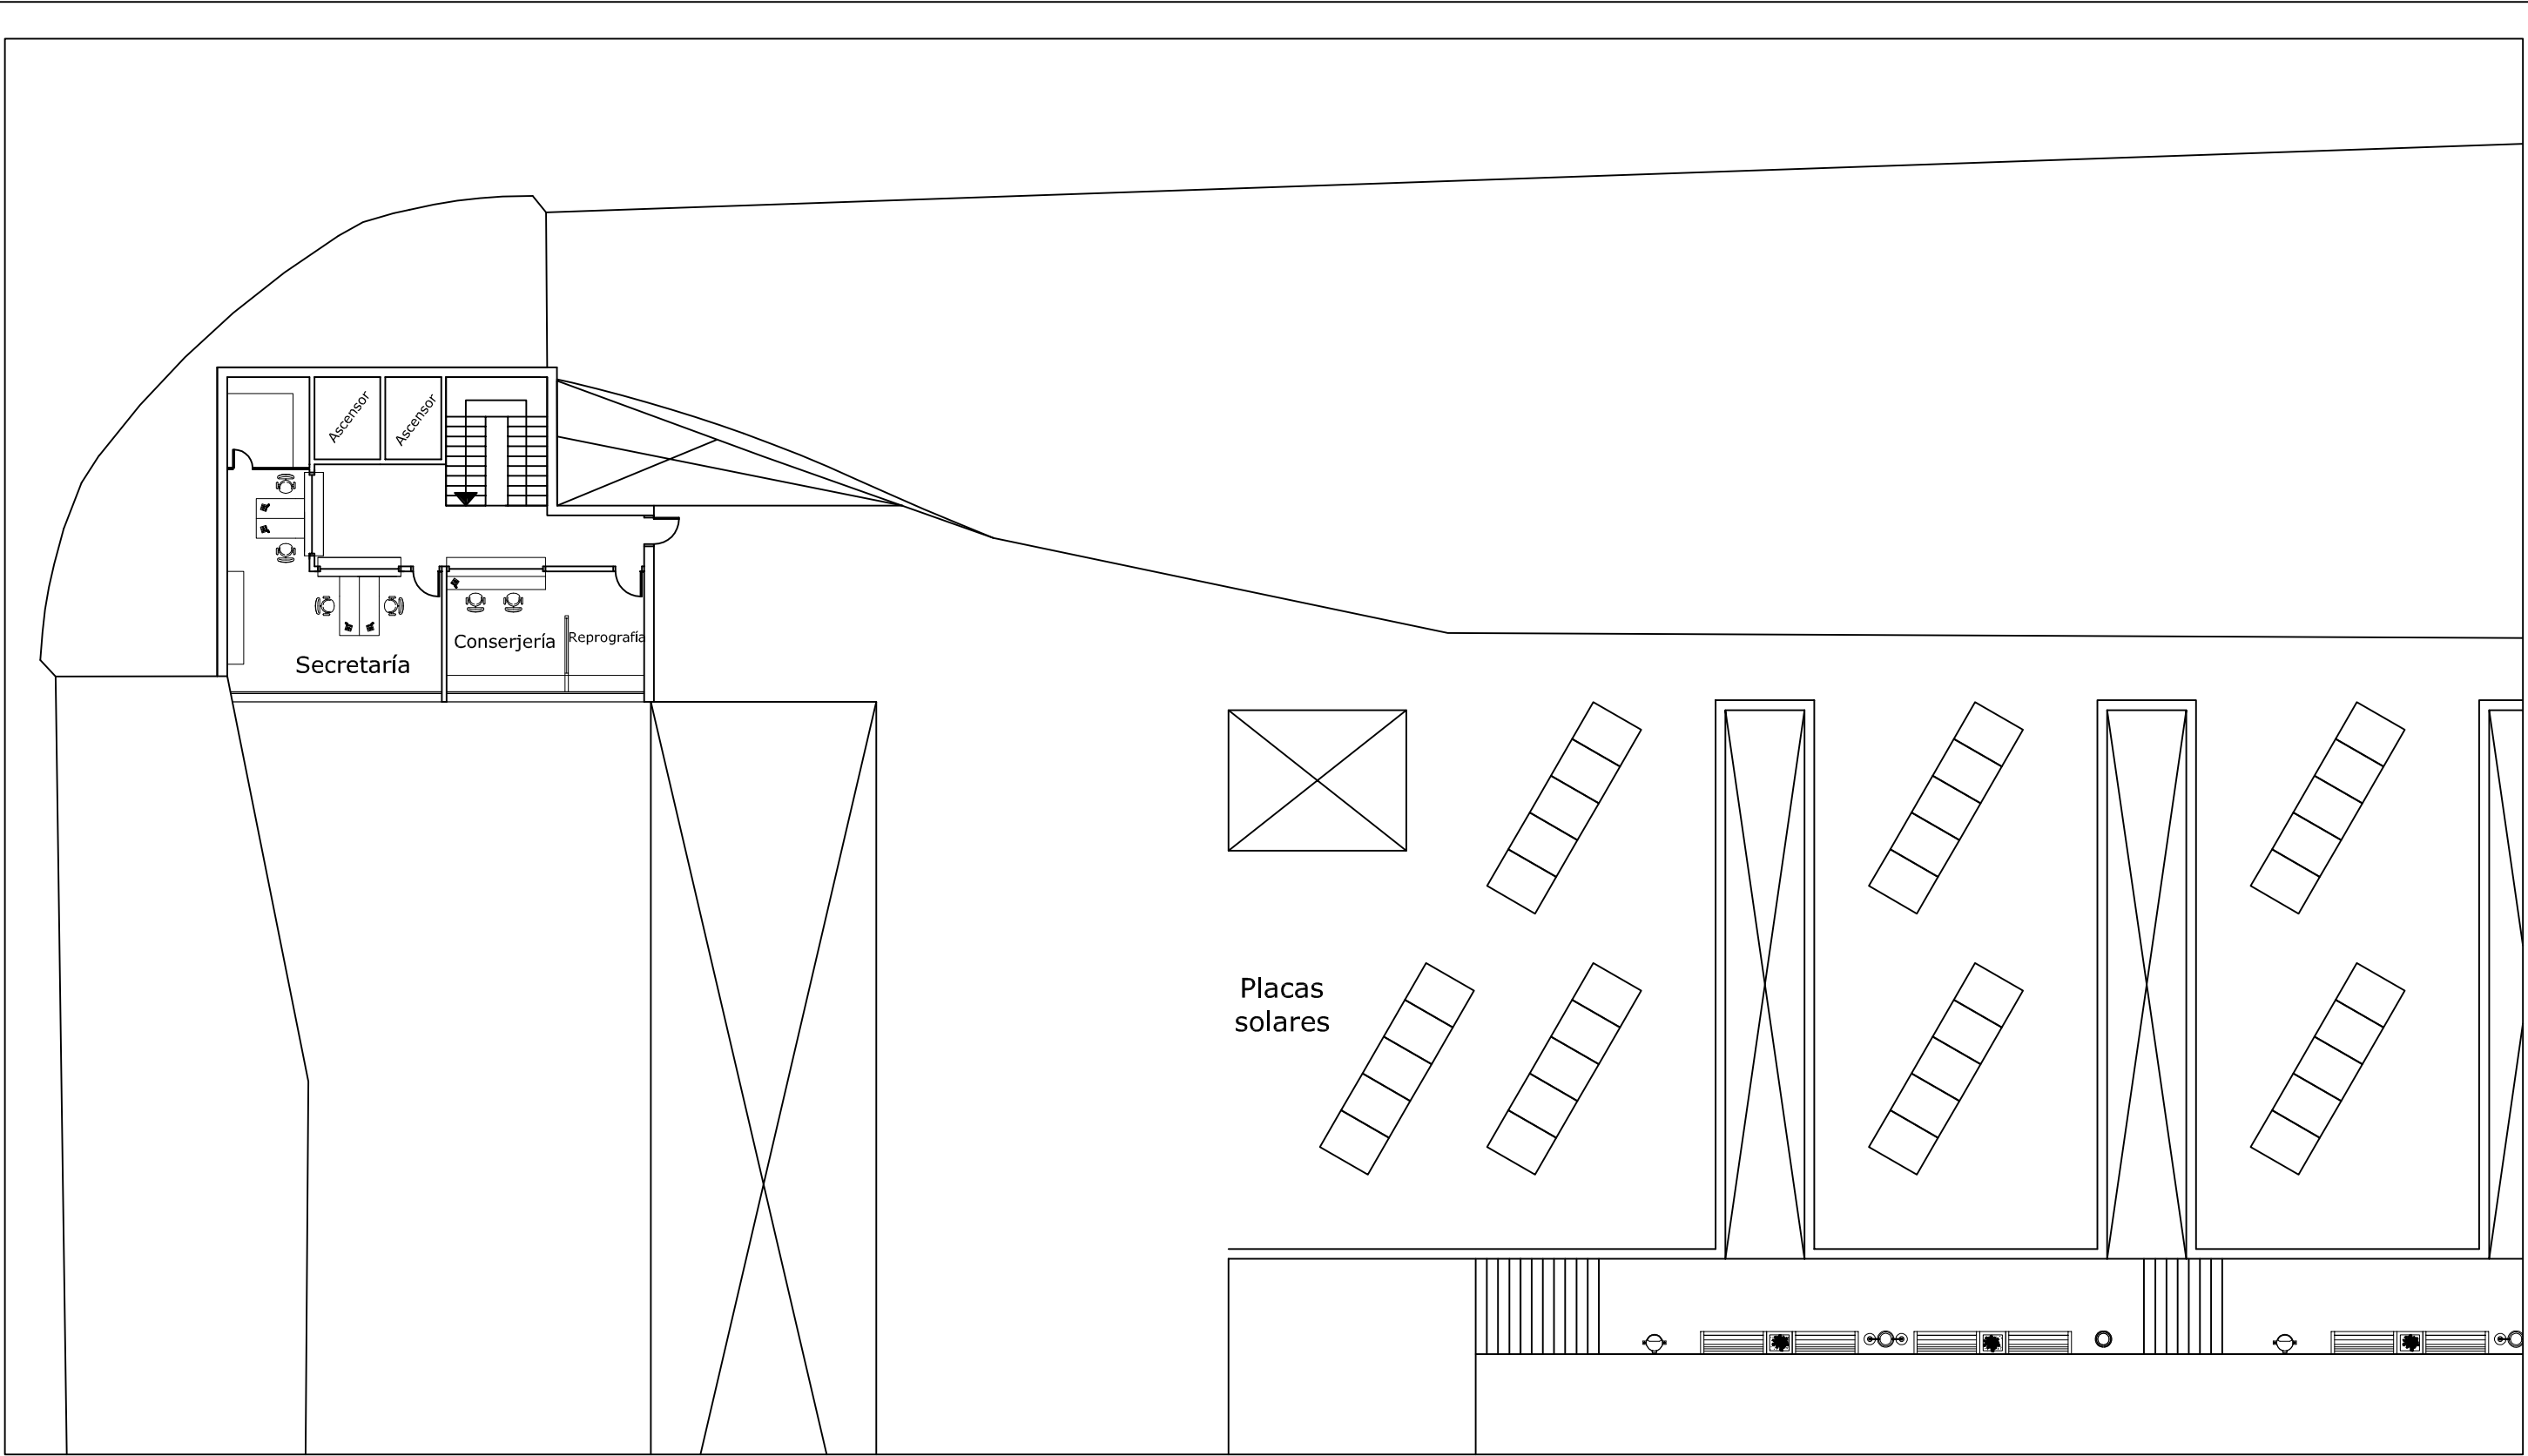 Ascensor
Ascensor
Secretaría
Conserjería
Reprografía
Placas
solares